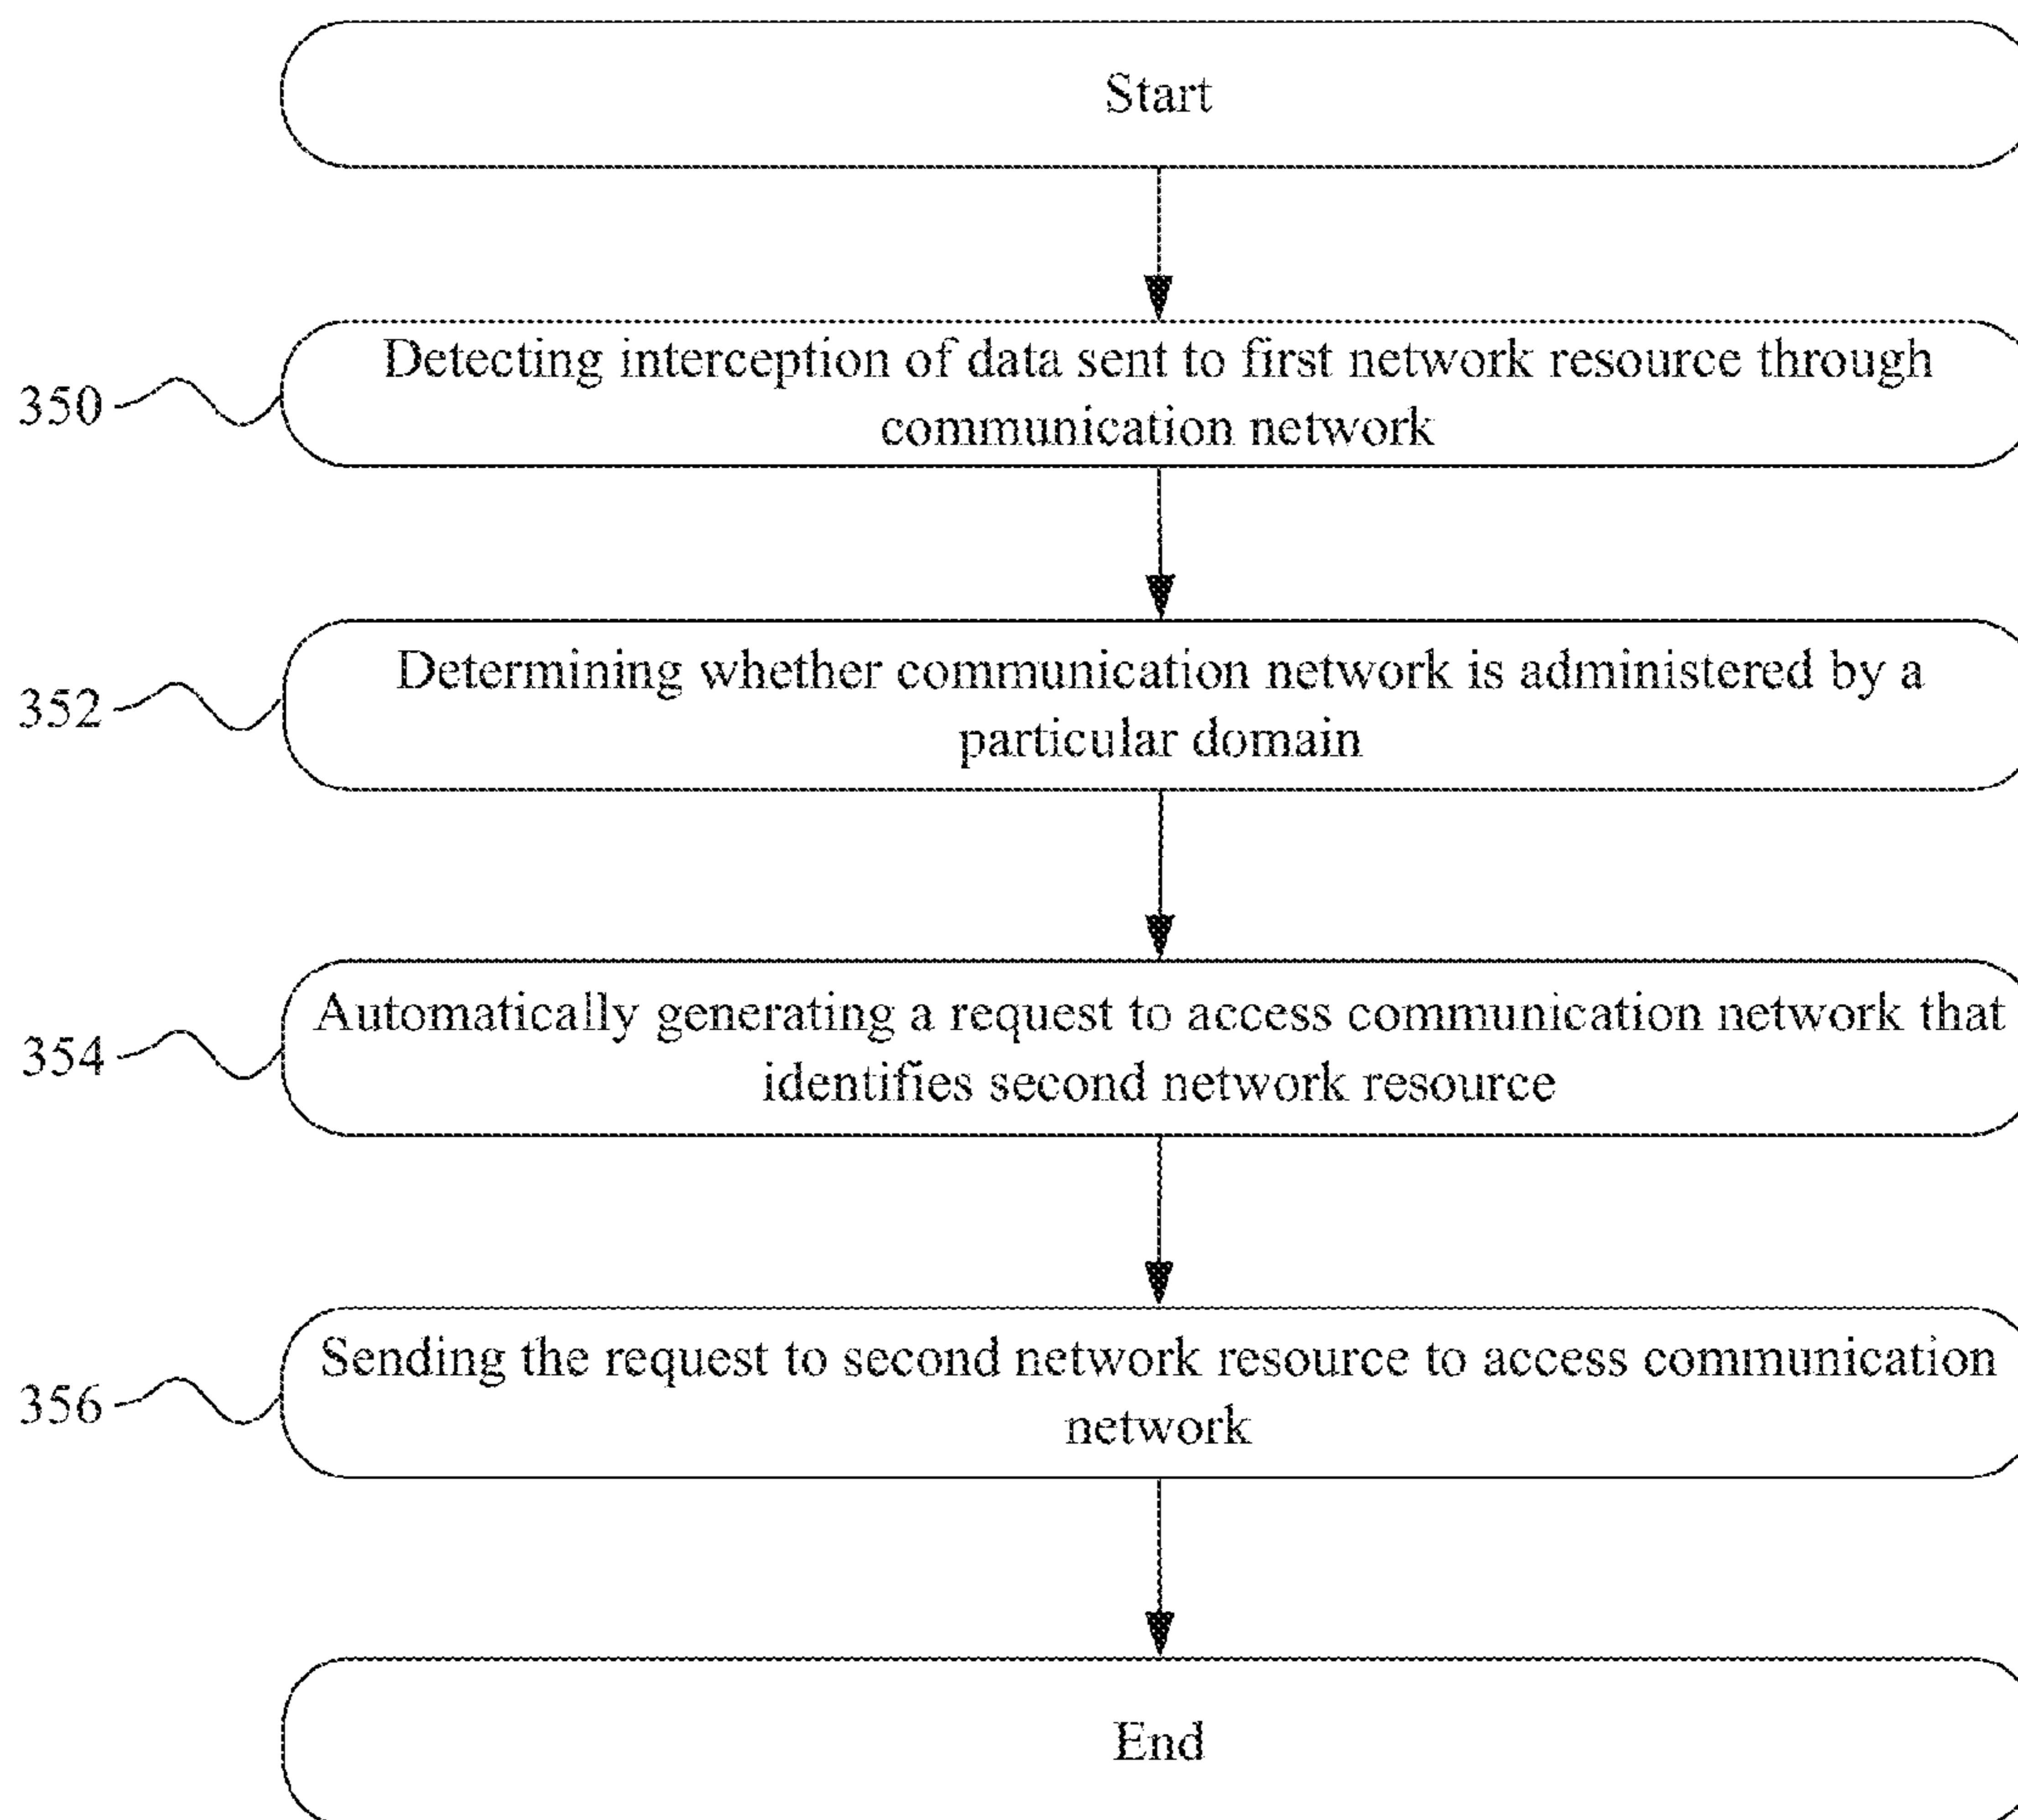 Start
350
Detecting interception of data sent to first network resource through
communication network
352
Determining whether communication network is administered by a
particular domain
354
Automatically generating a request to access communication network that
identifies second network resource
356
Sending the request to second network resource to access communication
network
End